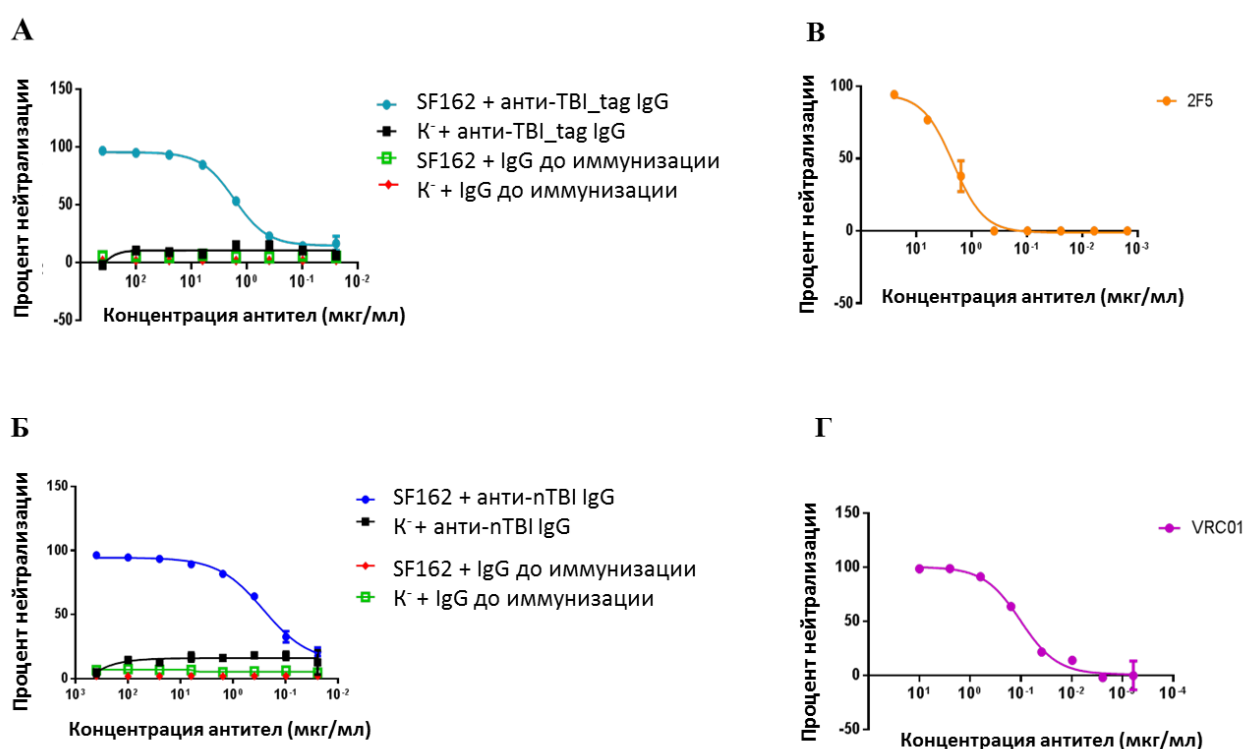 А
Процент нейтрализации
150
100
50
0
-50
10² 10¹ 10⁰ 10⁻¹ 10⁻²
Концентрация антител (мкг/мл)
SF162 + анти-TBI_tag IgG
K⁻ + анти-TBI_tag IgG
SF162 + IgG до иммунизации
K⁻ + IgG до иммунизации
В
Процент нейтрализации
100
50
0
-50
10¹ 10⁰ 10⁻¹ 10⁻² 10⁻³
Концентрация антител (мкг/мл)
2F5
Б
Процент нейтрализации
150
100
50
0
10³ 10² 10¹ 10⁰ 10⁻¹ 10⁻²
Концентрация антител (мкг/мл)
SF162 + анти-nTBI IgG
K⁻ + анти-nTBI IgG
SF162 + IgG до иммунизации
K⁻ + IgG до иммунизации
Г
Процент нейтрализации
150
100
50
0
-50
10¹ 10⁰ 10⁻¹ 10⁻² 10⁻⁴
Концентрация антител (мкг/мл)
VRC01